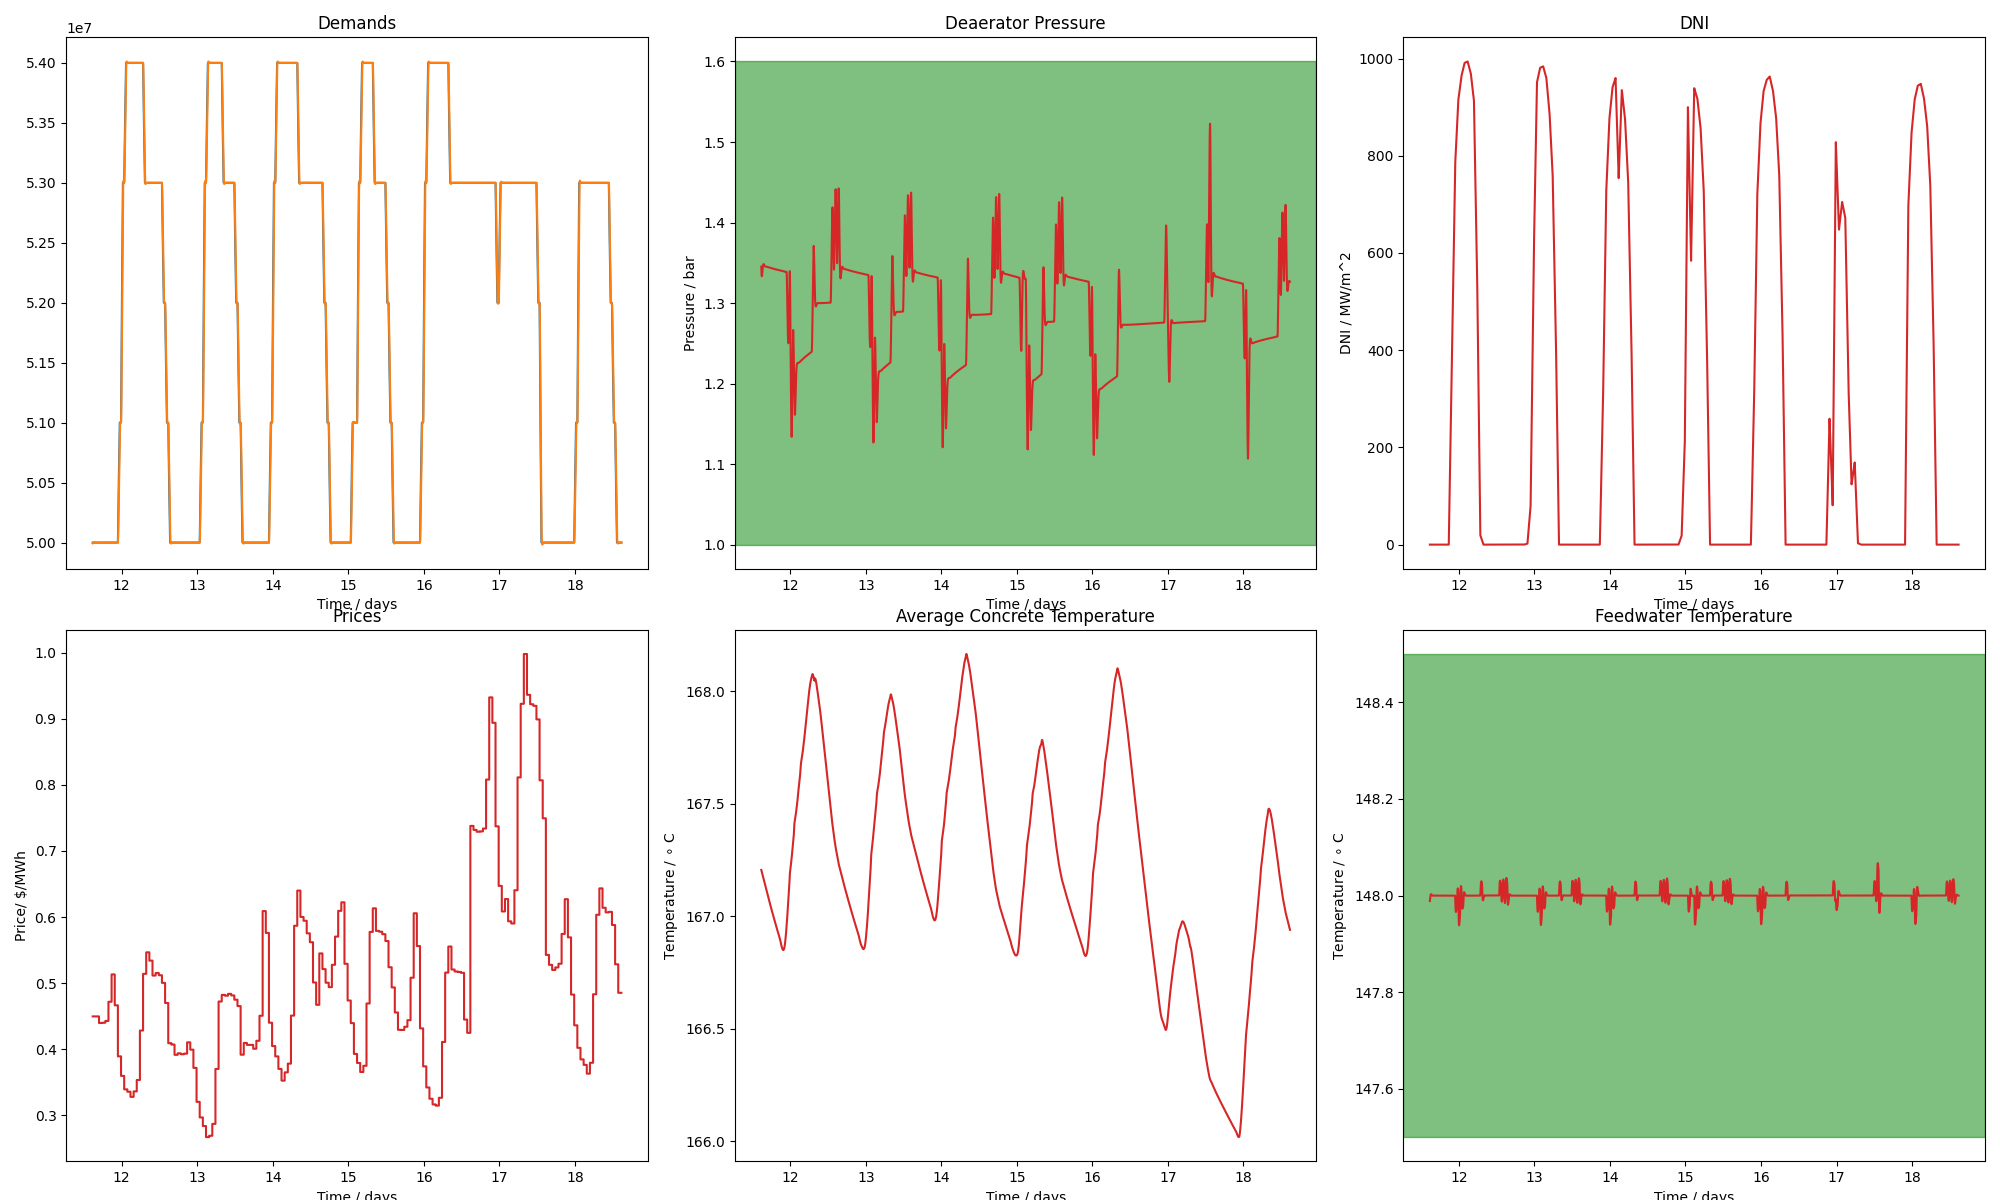 Demands
1e7
5.40
5.35
5.30
5.25
5.20
5.15
5.10
5.05
5.00
12 13 14 15 16 17 18
Time / days
Deaerator Pressure
Pressure / bar
1.6
1.5
1.4
1.3
1.2
1.1
1.0
12 13 14 15 16 17 18
Time / days
DNI
DNI / MW/m^2
1000
800
600
400
200
0
12 13 14 15 16 17 18
Time / days
Prices
Price/ $/MWh
1.0
0.9
0.8
0.7
0.6
0.5
0.4
0.3
12 13 14 15 16 17 18
Time / days
Average Concrete Temperature
Temperature / ∘ C
168.0
167.5
167.0
166.5
166.0
12 13 14 15 16 17 18
Time / days
Feedwater Temperature
Temperature / ∘ C
148.4
148.2
148.0
147.8
147.6
12 13 14 15 16 17 18
Time / days